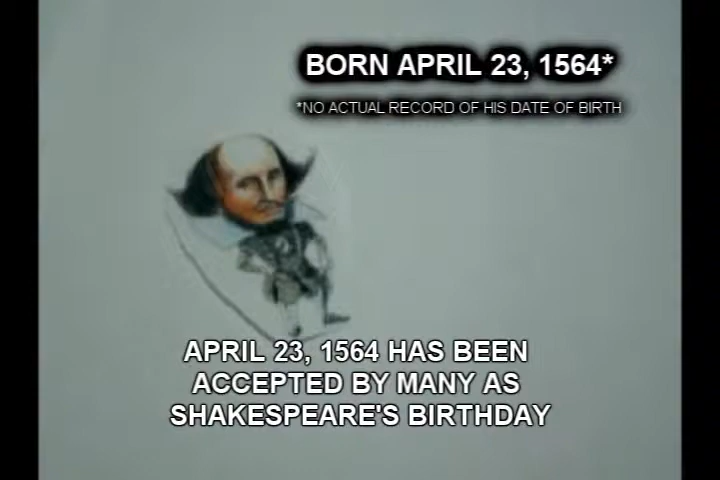 BORN APRIL 23, 1564*
*NO ACTUAL RECORD OF HIS DATE OF BIRTH
APRIL 23, 1564 HAS BEEN
ACCEPTED BY MANY AS
SHAKESPEARE'S BIRTHDAY